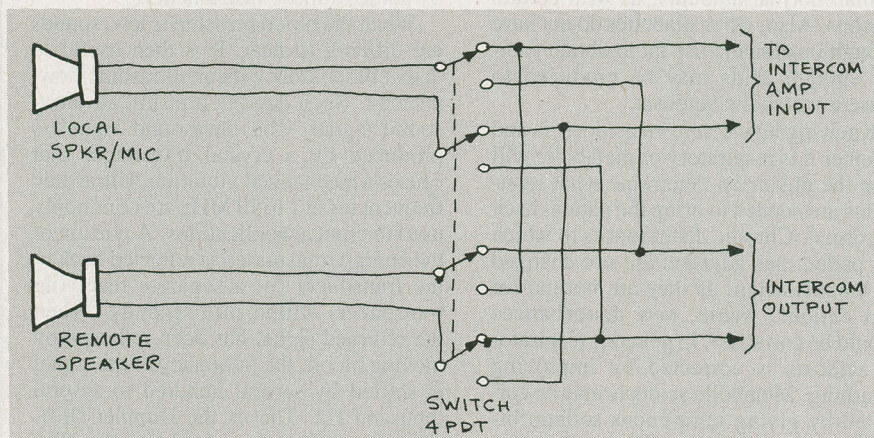 LOCAL
SPKR/MIC
TO
INTERCOM
AMP
INPUT
REMOTE
SPEAKER
INTERCOM
OUTPUT
SWITCH
4PDT